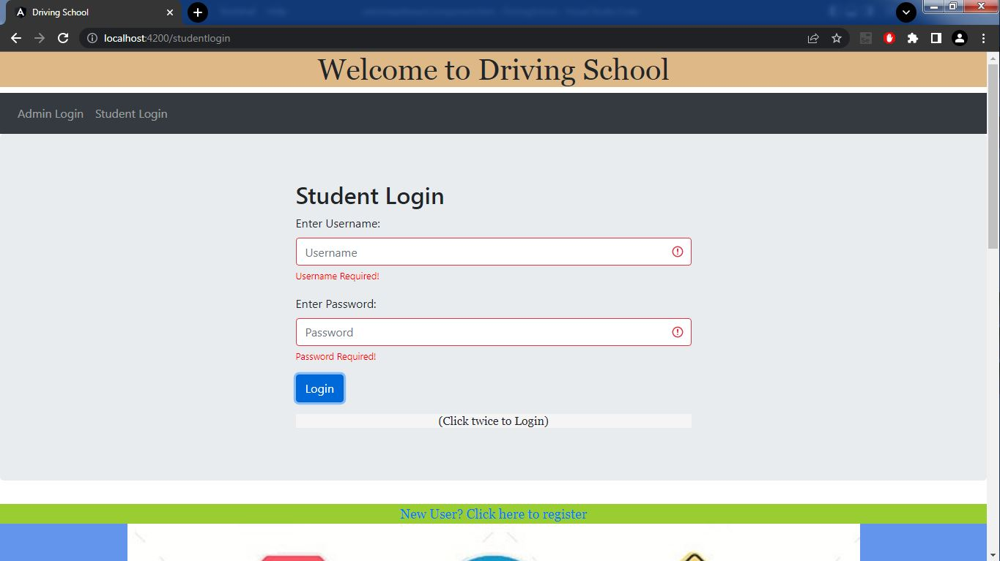 Driving School
localhost:4200/studentlogin
Welcome to Driving School
Admin Login Student Login
Student Login
Enter Username:
Username
Username Required!
Enter Password:
Password
Password Required!
Login
(Click twice to Login)
New User? Click here to register